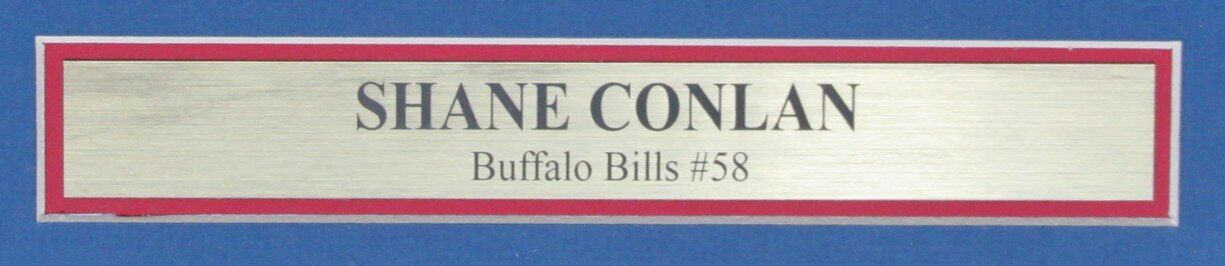 SHANE CONLAN
Buffalo Bills #58